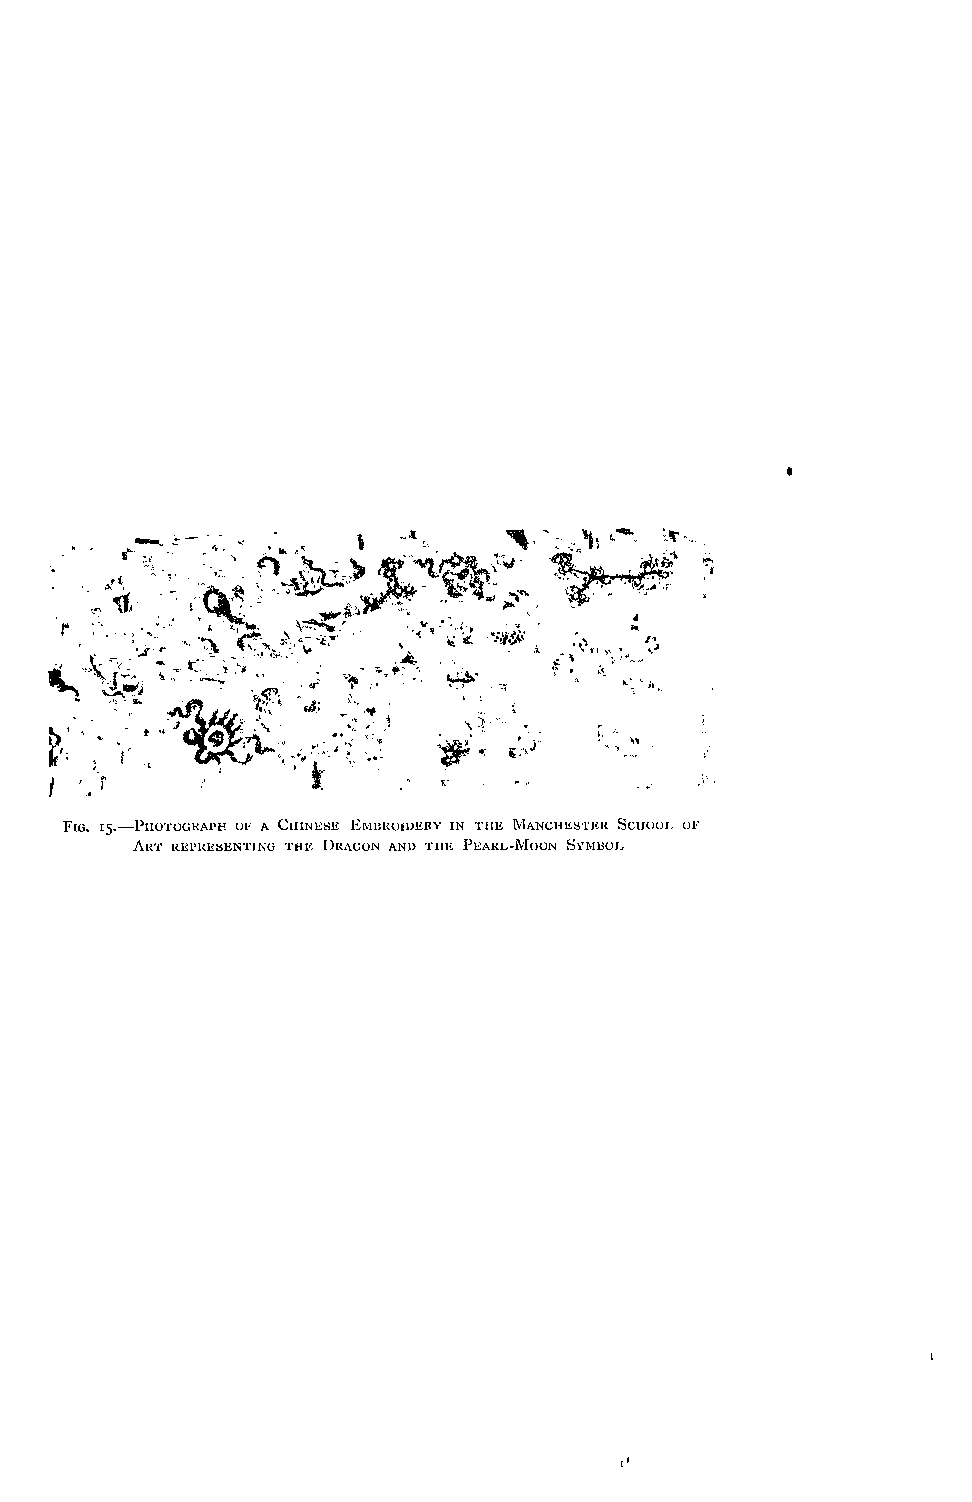 Fig. 15.—Photograph of a Chinese Embroidery in the Manchester School of
Art representing the Dragon and the Pearl-Moon Symbol